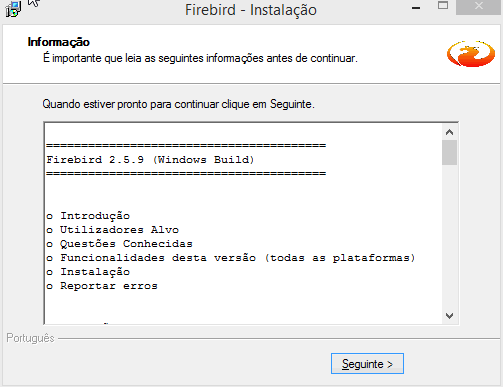 Firebird - Instalação
Informação
É importante que leia as seguintes informações antes de continuar.
Quando estiver pronto para continuar clique em Seguinte.
========================================
Firebird 2.5.9 (Windows Build)
========================================
o Introdução
o Utilizadores Alvo
o Questões Conhecidas
o Funcionalidades desta versão (todas as plataformas)
o Instalação
o Reportar erros
Português
Seguinte >